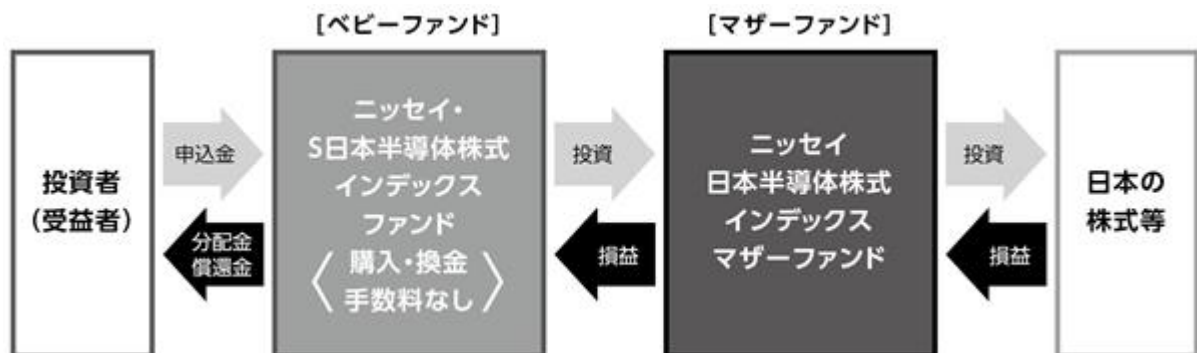 [ベビーファンド]
[マザーファンド]
投資者
(受益者)
申込金
分配金
償還金
ニッセイ・
S日本半導体株式
インデックス
ファンド
〈購入・換金
手数料なし〉
投資
損益
ニッセイ
日本半導体株式
インデックス
マザーファンド
投資
損益
日本の
株式等